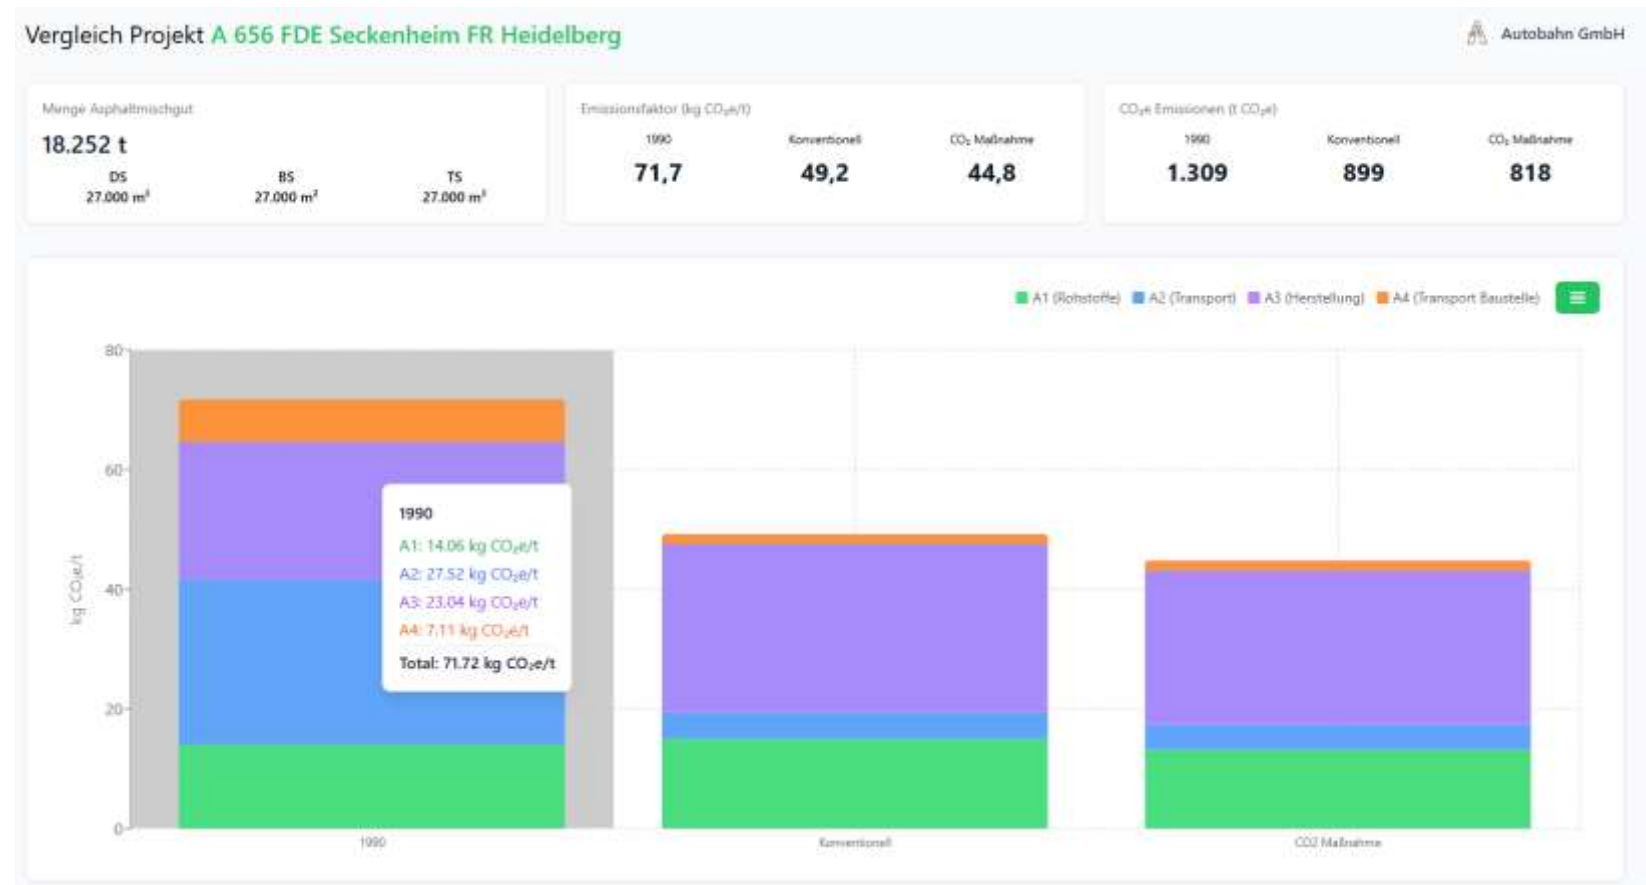 Vergleich Projekt A 656 FDE Seckenheim FR Heidelberg
Autobahn GmbH
Menge Asphaltmischgut
18.252 t
DS BS TS
27.000 m² 27.000 m² 27.000 m²
Emissionsfaktor (kg CO₂e/t)
1990 Konventionell CO₂ Maßnahme
71,7 49,2 44,8
CO₂e Emissionen (t CO₂e)
1990 Konventionell CO₂ Maßnahme
1.309 899 818
A1 (Rohstoffe) A2 (Transport) A3 (Herstellung) A4 (Transport Baustelle)
80
60
40
20
0
kg CO₂e/t
1990
A1: 14.06 kg CO₂e/t
A2: 27.52 kg CO₂e/t
A3: 23.04 kg CO₂e/t
A4: 7.11 kg CO₂e/t
Total: 71.72 kg CO₂e/t
1990 Konventionell CO2 Maßnahme